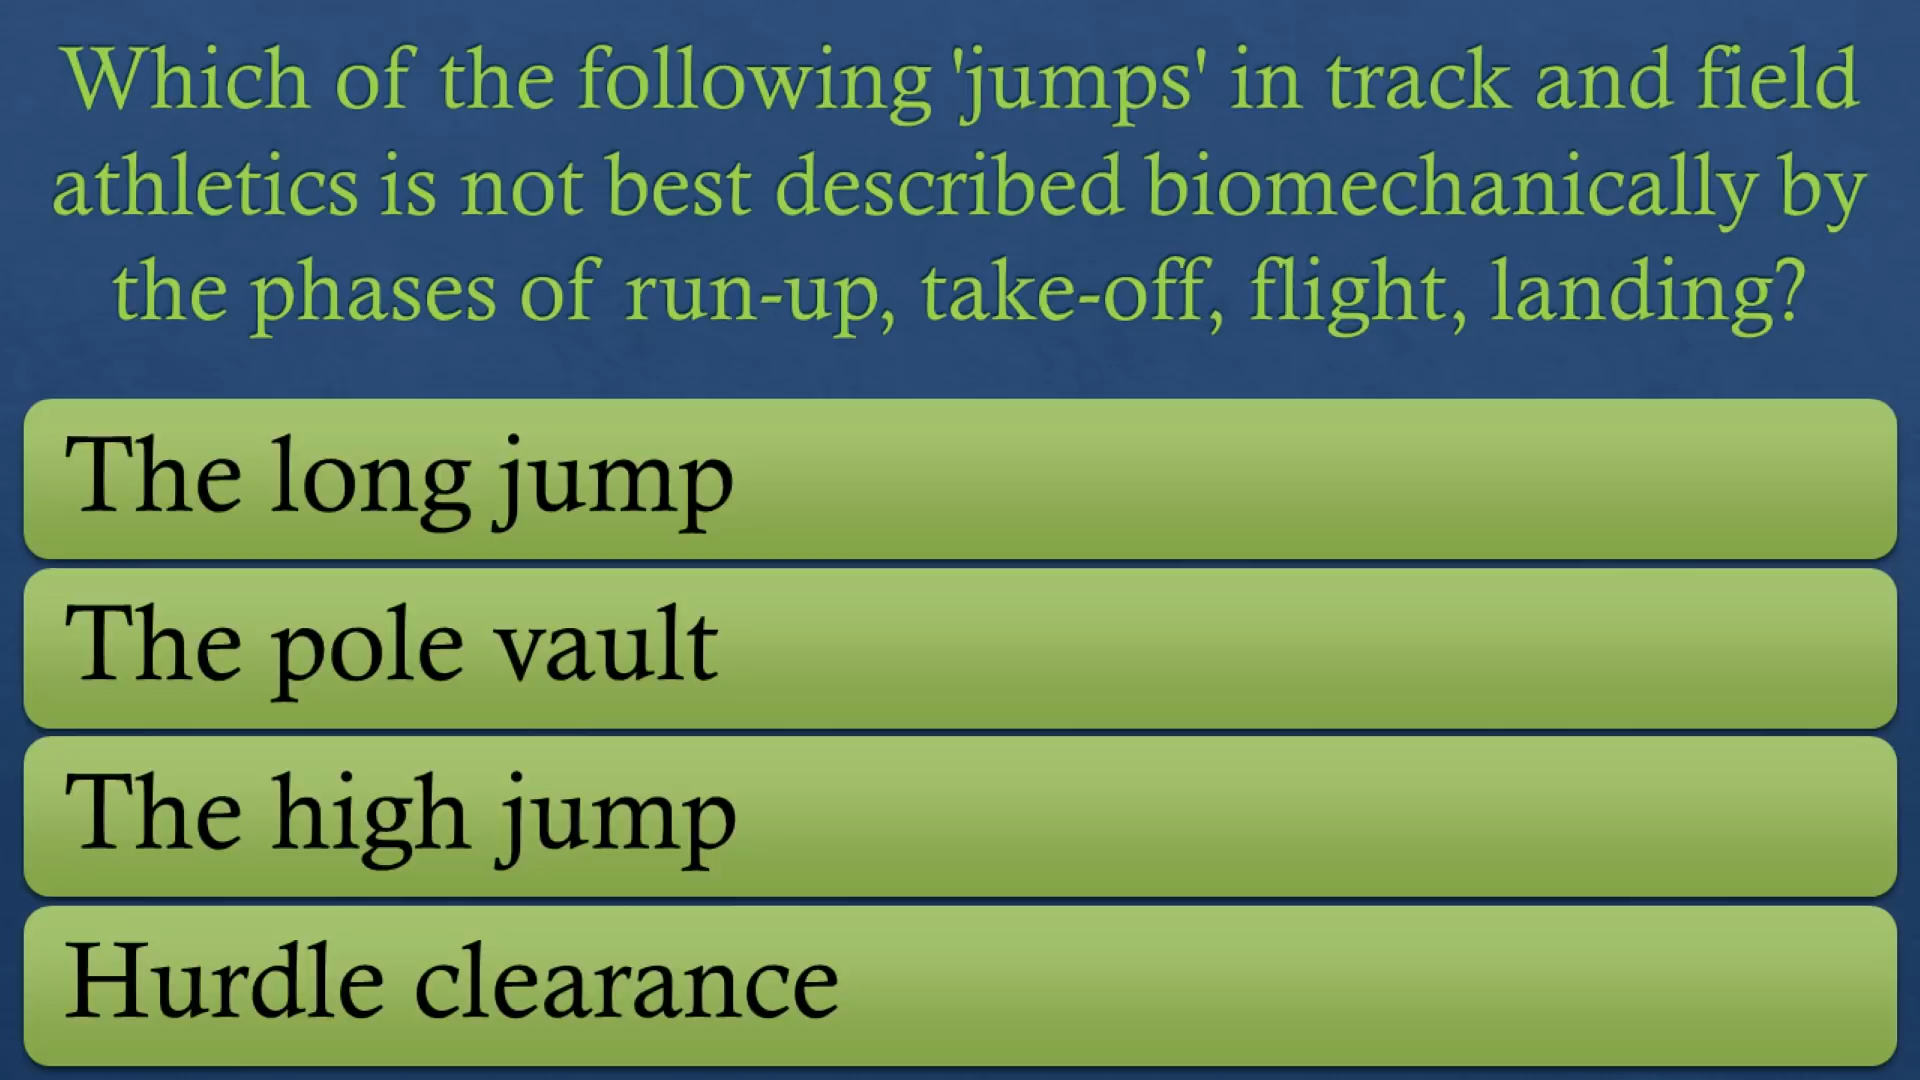 Which of the following 'jumps' in track and field
athletics is not best described biomechanically by
the phases of run-up, take-off, flight, landing?
The long jump
The pole vault
The high jump
Hurdle clearance